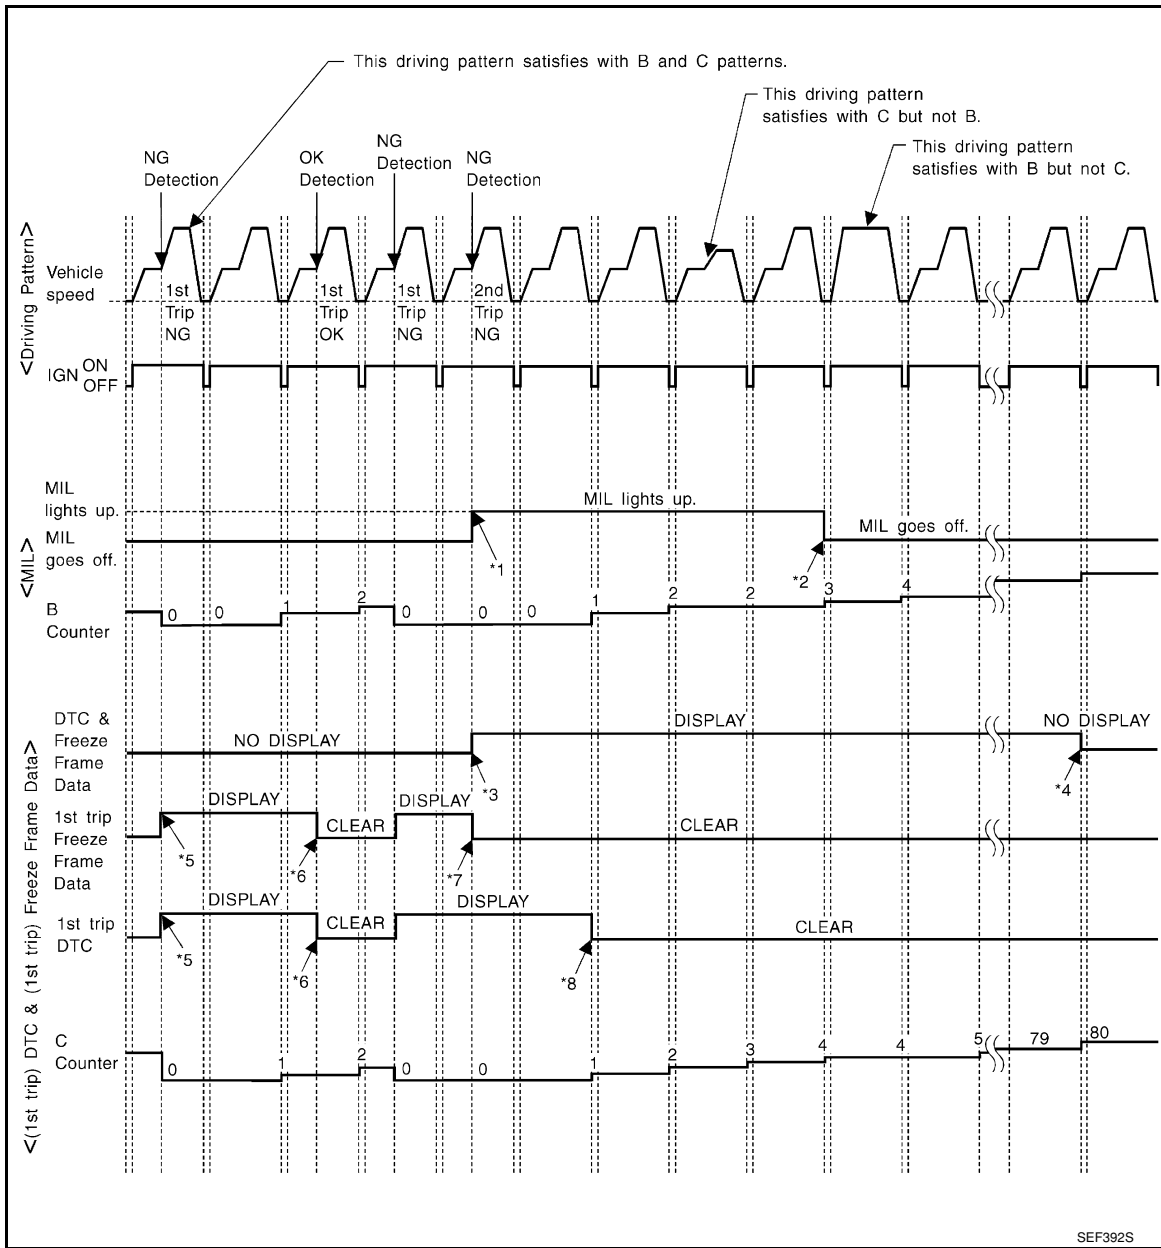 This driving pattern satisfies with B and C patterns.
This driving pattern
satisfies with C but not B.
This driving pattern
satisfies with B but not C.
NG
Detection
OK
Detection
NG
Detection
NG
Detection
<Driving Pattern>
Vehicle
speed
1st
Trip
NG
1st
Trip
OK
1st
Trip
NG
2nd
Trip
NG
IGN ON
OFF
<MIL>
MIL
lights up.
MIL
goes off.
MIL lights up.
MIL goes off.
*1
*2
B
Counter
0 0 1 2 0 0 0 1 2 2 3 4
<(1st trip) DTC & (1st trip) Freeze Frame Data>
DTC &
Freeze
Frame
Data
NO DISPLAY
DISPLAY
NO DISPLAY
*3
*4
1st trip
Freeze
Frame
Data
DISPLAY
CLEAR
DISPLAY
CLEAR
*5
*6
*7
1st trip
DTC
DISPLAY
CLEAR
DISPLAY
CLEAR
*5
*6
*8
C
Counter
0 1 2 0 0 1 2 3 4 4 5 79 80
SEF392S